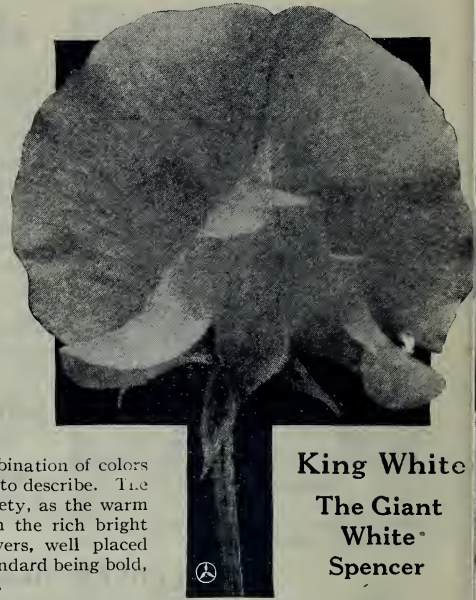 bination of colors
to describe. The
ety, as the warm
the rich bright
vers, well placed
ndard being bold,
King White
The Giant
White
Spencer